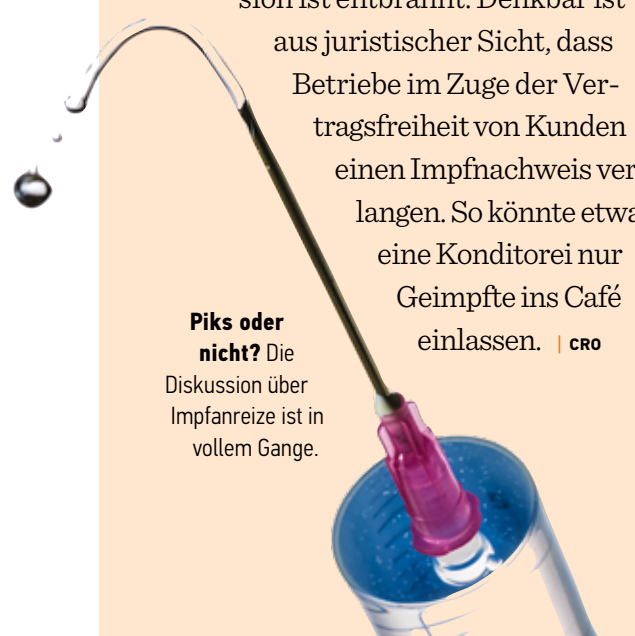 sion ist entbrannt. Denkbar ist
aus juristischer Sicht, dass
Betriebe im Zuge der Ver-
tragsfreiheit von Kunden
einen Impfnachweis ver
langen. So könnte etwa
eine Konditorei nur
Geimpfte ins Café
einlassen. | CRO
Piks oder
nicht? Die
Diskussion über
Impfanreize ist in
vollem Gange.